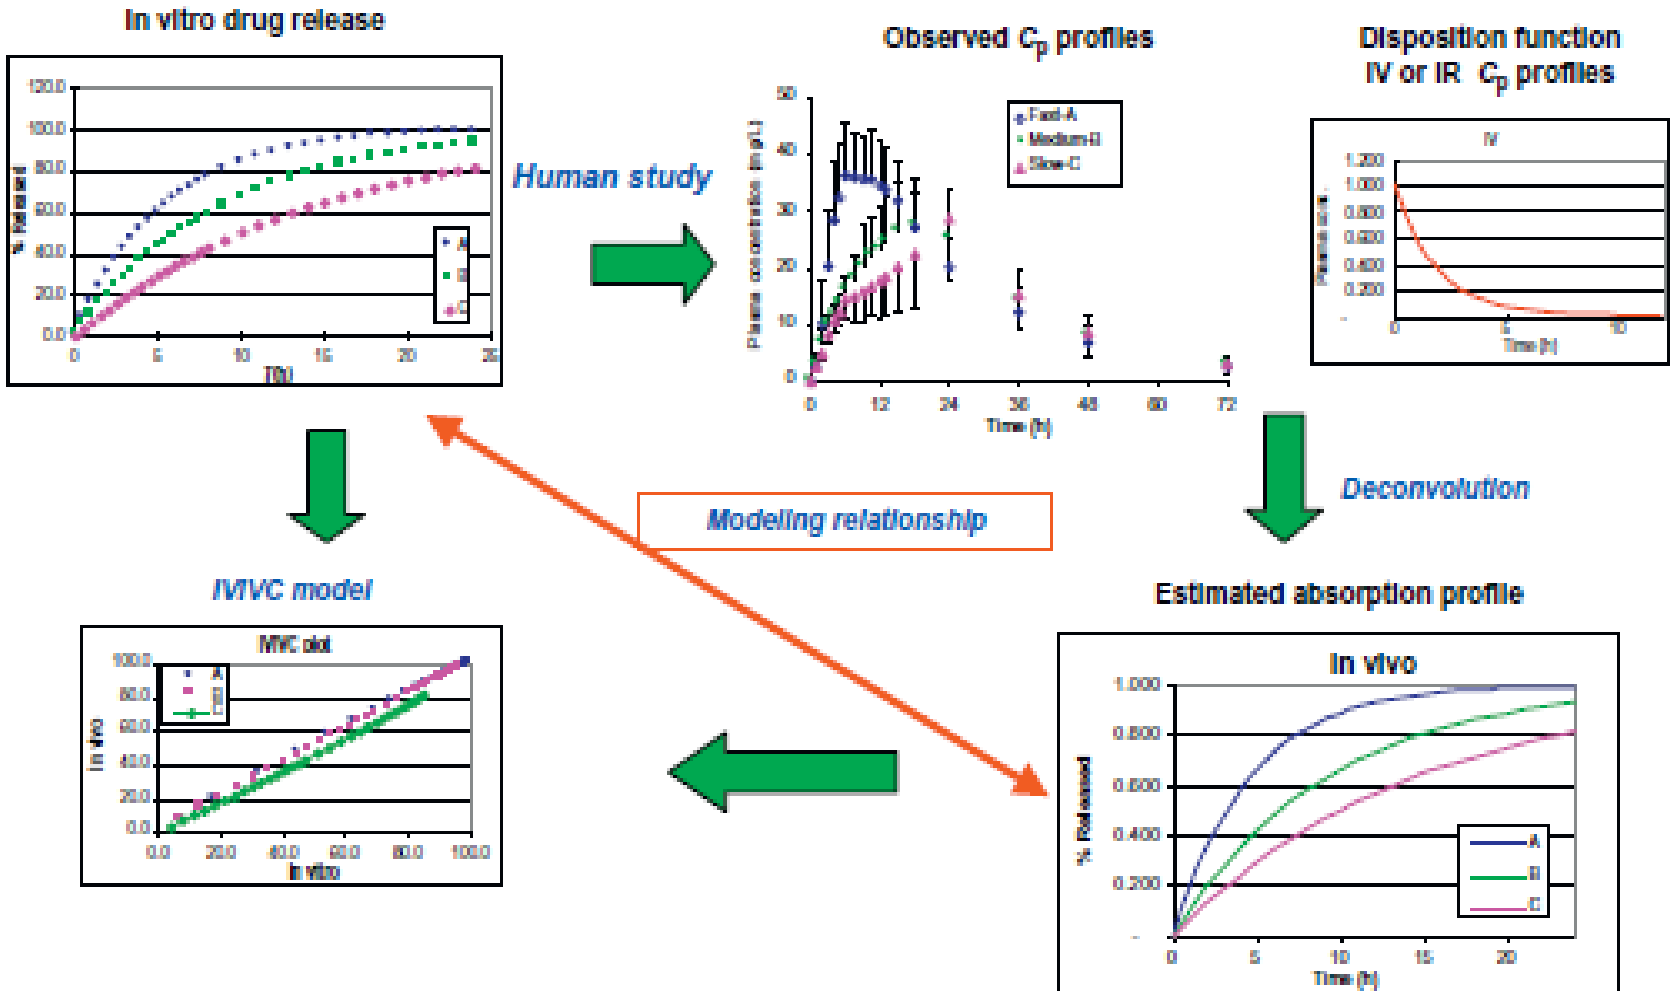 In vitro drug release
120.0
100.0
80.0
60.0
40.0
20.0
0.0
% Released
0 5 10 15 20 25
A
B
C
Human study
Observed Cp profiles
50
40
30
20
10
0
Plasma concentration
Fast-A
Medium-B
Slow-C
0 12 24 36 48 60 72
Time (h)
Disposition function
IV or IR Cp profiles
IV
1.200
1.000
0.800
0.600
0.400
0.200
-
Plasma conc.
0 5 10
Time (h)
Deconvolution
Modeling relationship
IVIVC model
IVIVC plot
100.0
80.0
60.0
40.0
20.0
0.0
In vivo
A
B
C
0.0 20.0 40.0 60.0 80.0 100.0
In vitro
Estimated absorption profile
In vivo
1.000
0.800
0.600
0.400
0.200
-
% Released
A
B
C
0 5 10 15 20
Time (h)